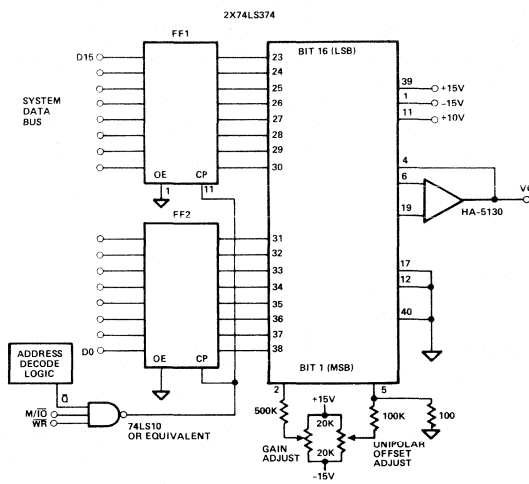 2X74LS374
FF1
BIT 16 (LSB)
D15
23
24
25
26
27
28
29
30
SYSTEM
DATA
BUS
OE
CP
1
11
39
+15V
1
-15V
11
+10V
4
6
19
HA-5130
FF2
31
32
33
34
35
36
37
38
D0
OE
CP
17
12
40
BIT 1 (MSB)
ADDRESS
DECODE
LOGIC
Q̅
M/I̅O̅
W̅R̅
74LS10
OR EQUIVALENT
2
5
500K
+15V
20K
20K
-15V
100K
100
GAIN
ADJUST
UNIPOLAR
OFFSET
ADJUST